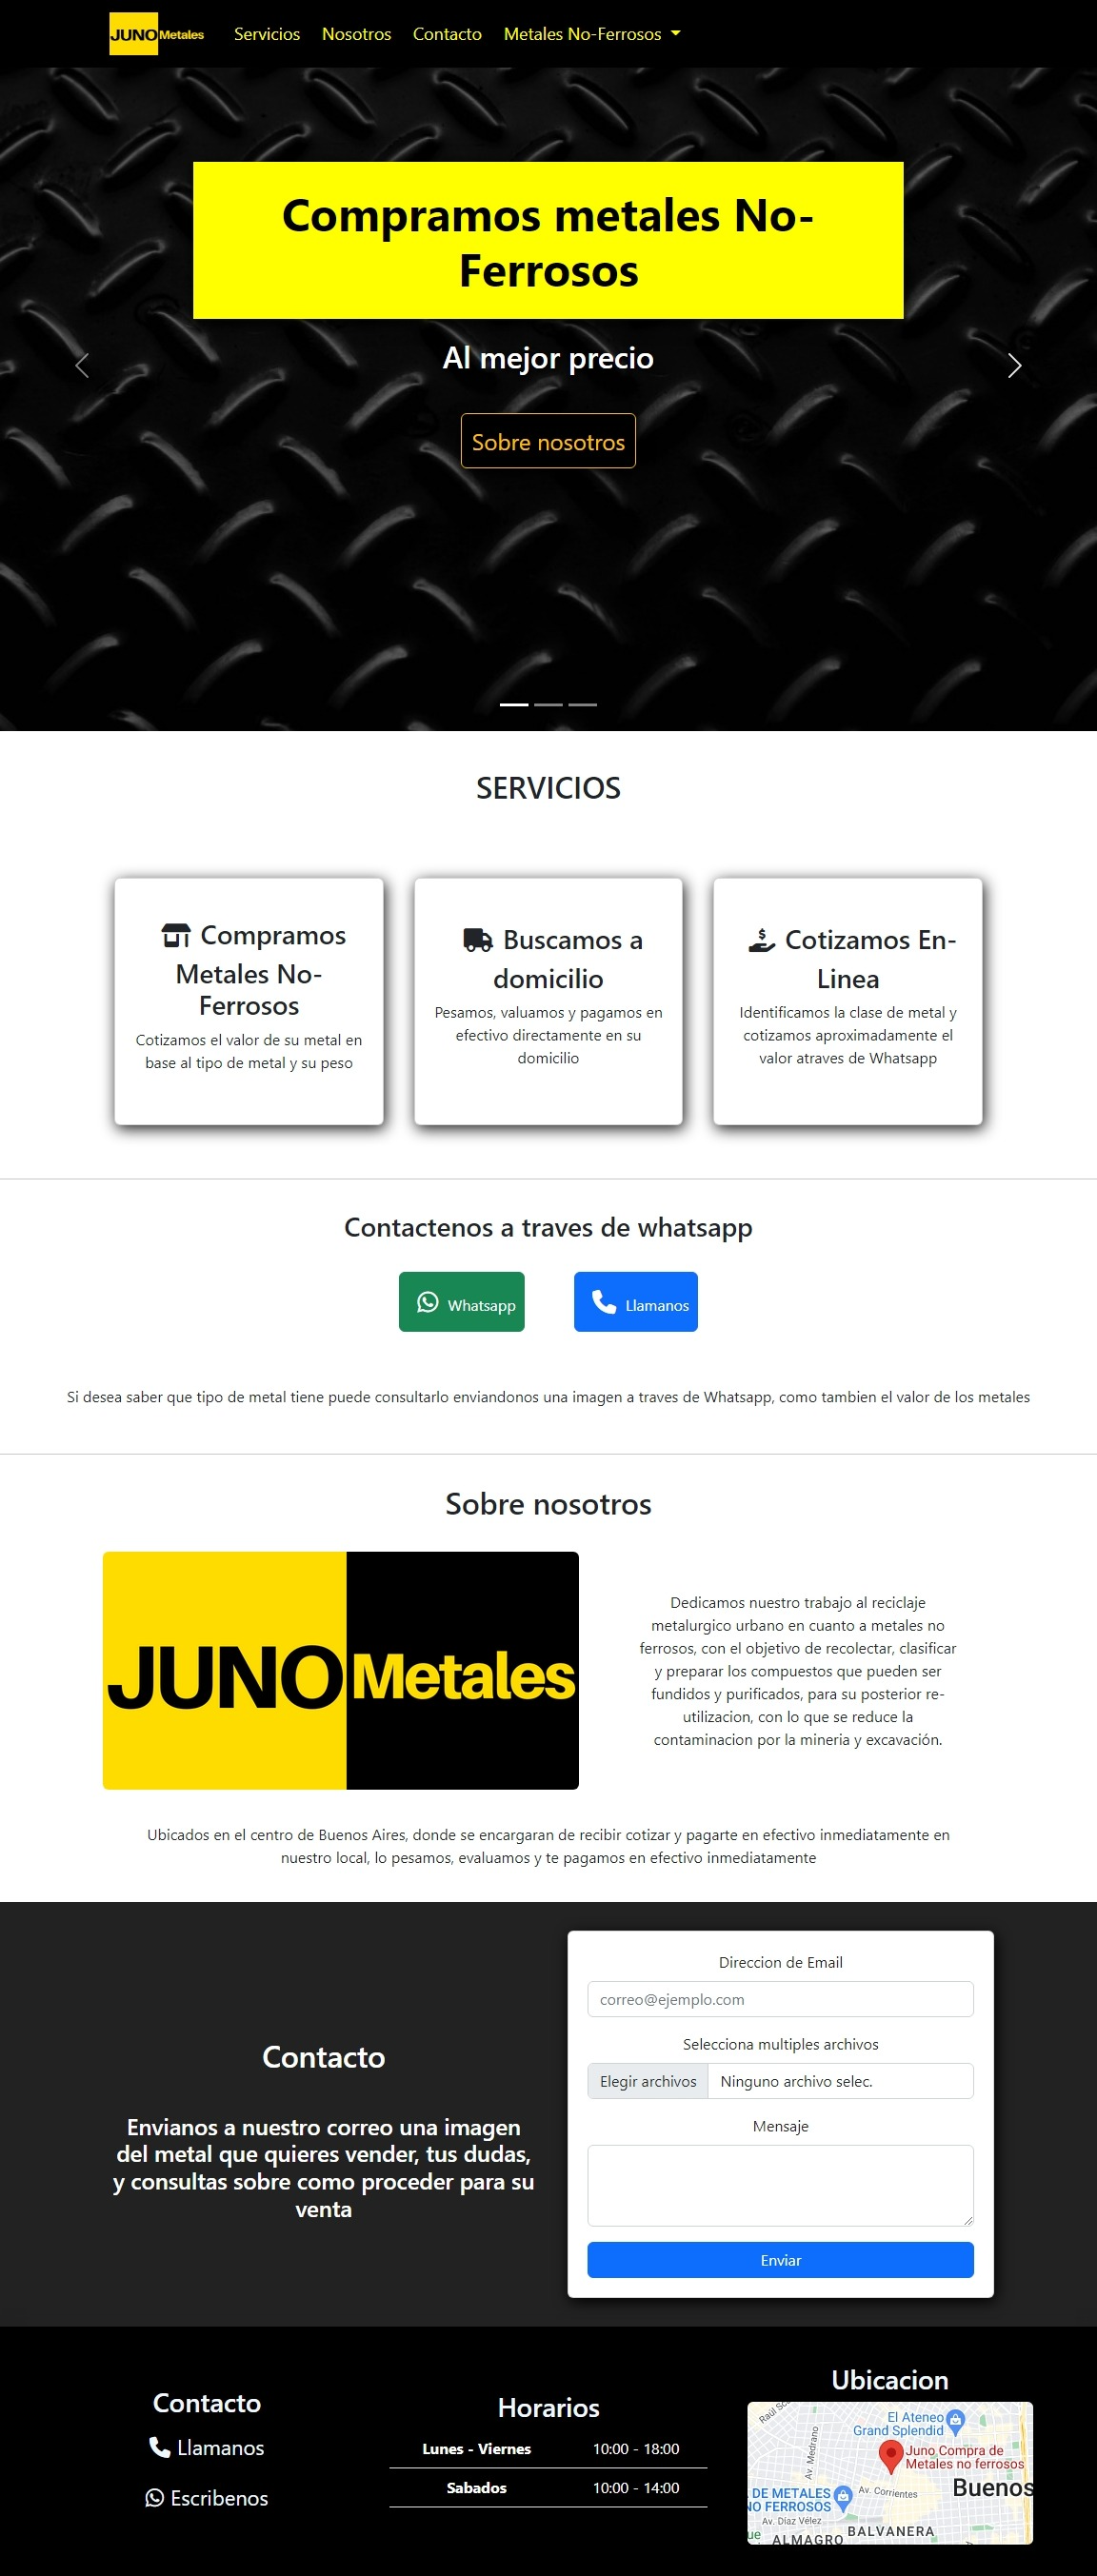 JUNO Metales
Servicios
Nosotros
Contacto
Metales No-Ferrosos
Compramos metales No-
Ferrosos
Al mejor precio
Sobre nosotros
SERVICIOS
Compramos
Metales No-
Ferrosos
Cotizamos el valor de su metal en
base al tipo de metal y su peso
Buscamos a
domicilio
Pesamos, valuamos y pagamos en
efectivo directamente en su
domicilio
Cotizamos En-
Linea
Identificamos la clase de metal y
cotizamos aproximadamente el
valor atraves de Whatsapp
Contactenos a traves de whatsapp
Whatsapp
Llamanos
Si desea saber que tipo de metal tiene puede consultarlo enviandonos una imagen a traves de Whatsapp, como tambien el valor de los metales
Sobre nosotros
JUNO Metales
Dedicamos nuestro trabajo al reciclaje
metalurgico urbano en cuanto a metales no
ferrosos, con el objetivo de recolectar, clasificar
y preparar los compuestos que pueden ser
fundidos y purificados, para su posterior re-
utilizacion, con lo que se reduce la
contaminacion por la mineria y excavación.
Ubicados en el centro de Buenos Aires, donde se encargaran de recibir cotizar y pagarte en efectivo inmediatamente en
nuestro local, lo pesamos, evaluamos y te pagamos en efectivo inmediatamente
Contacto
Envianos a nuestro correo una imagen
del metal que quieres vender, tus dudas,
y consultas sobre como proceder para su
venta
Direccion de Email
correo@ejemplo.com
Selecciona multiples archivos
Elegir archivos
Ninguno archivo selec.
Mensaje
Enviar
Contacto
Llamanos
Escribenos
Horarios
Lunes - Viernes 10:00 - 18:00
Sabados 10:00 - 14:00
Ubicacion
Raúl Sc
El Ateneo
Grand Splendid
Av. Medrano
Juno Compra de
Metales no ferrosos
Buenos
DE METALES
NO FERROSOS
Av. Corrientes
Av. Díaz Vélez
BALVANERA
ue
ALMAGRO